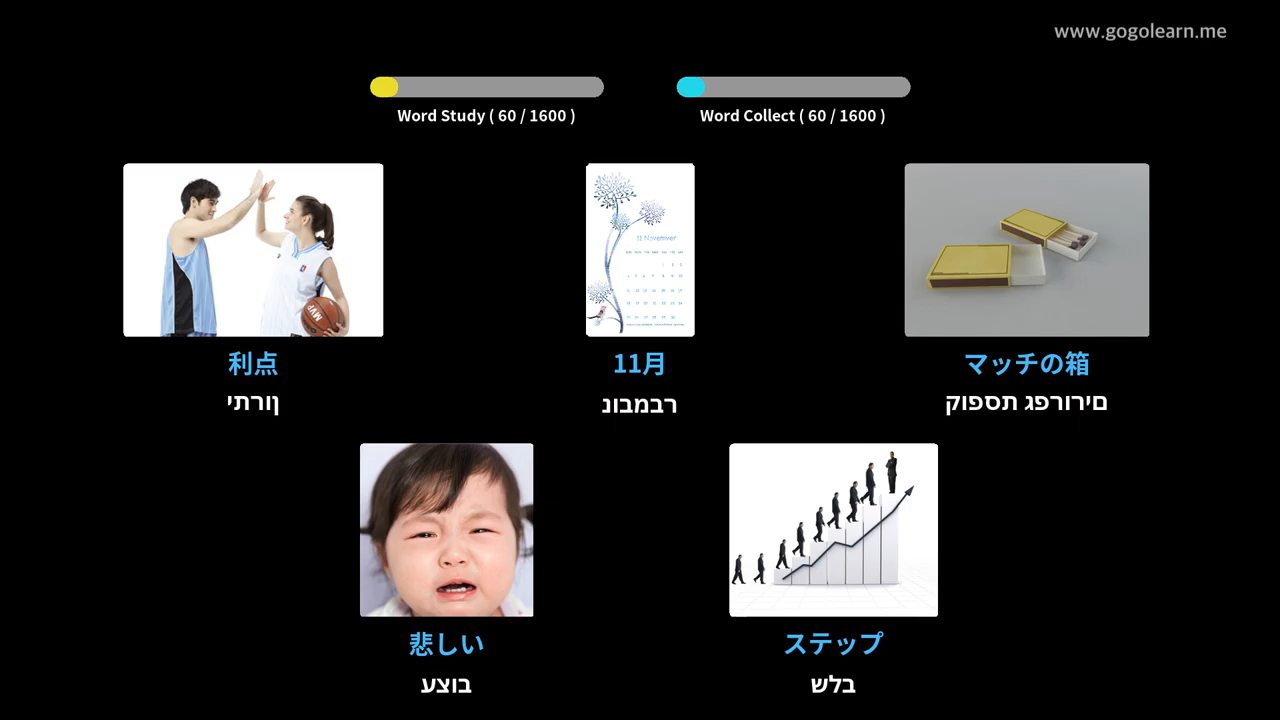 www.gogolearn.me
Word Study ( 60 / 1600 )
Word Collect ( 60 / 1600 )
利点
ןורתי
11月
רבמבונ
マッチの箱
םירורפג תספוק
悲しい
בוצע
ステップ
בלש